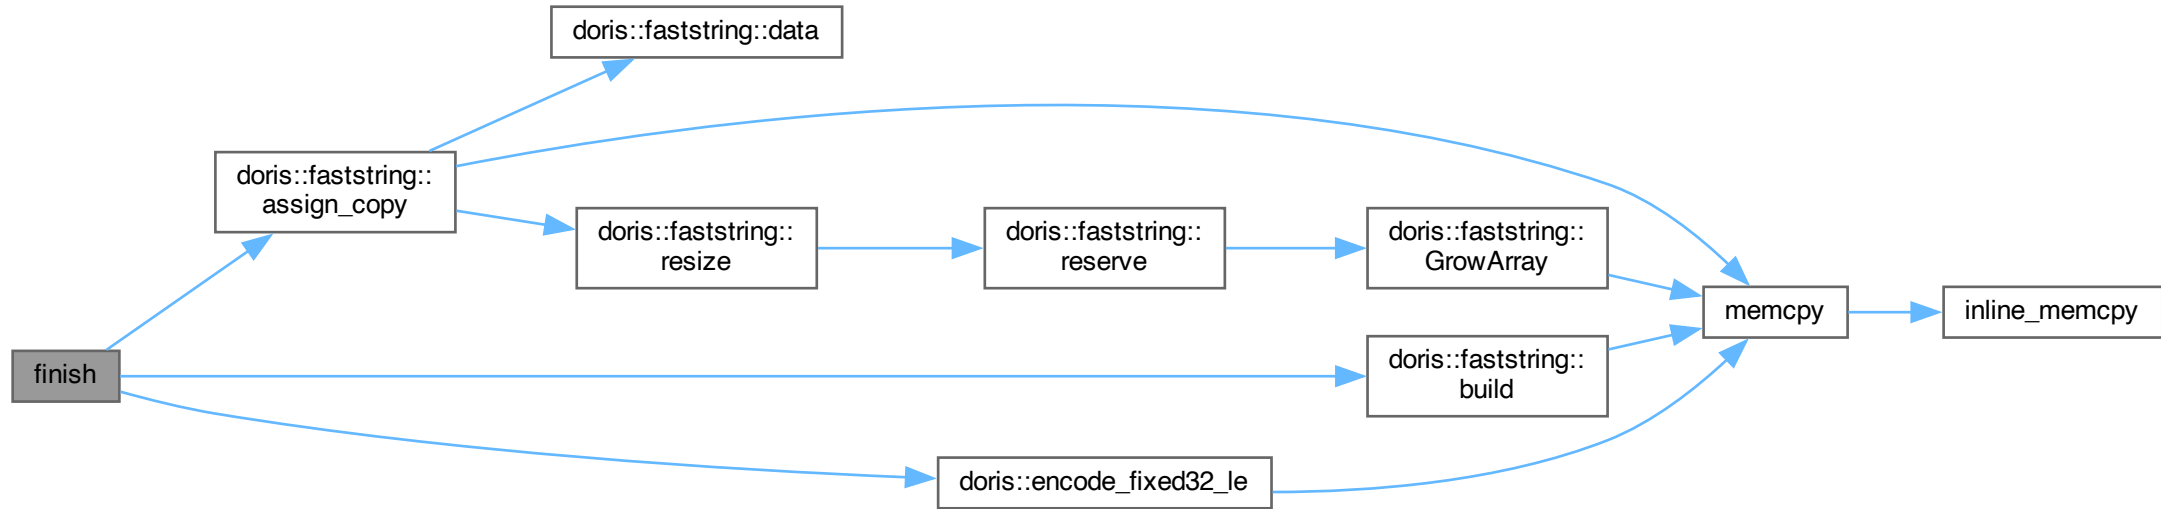 doris::faststring::data
doris::faststring::
assign_copy
doris::faststring::
resize
doris::faststring::
reserve
doris::faststring::
GrowArray
memcpy
inline_memcpy
doris::faststring::
build
finish
doris::encode_fixed32_le